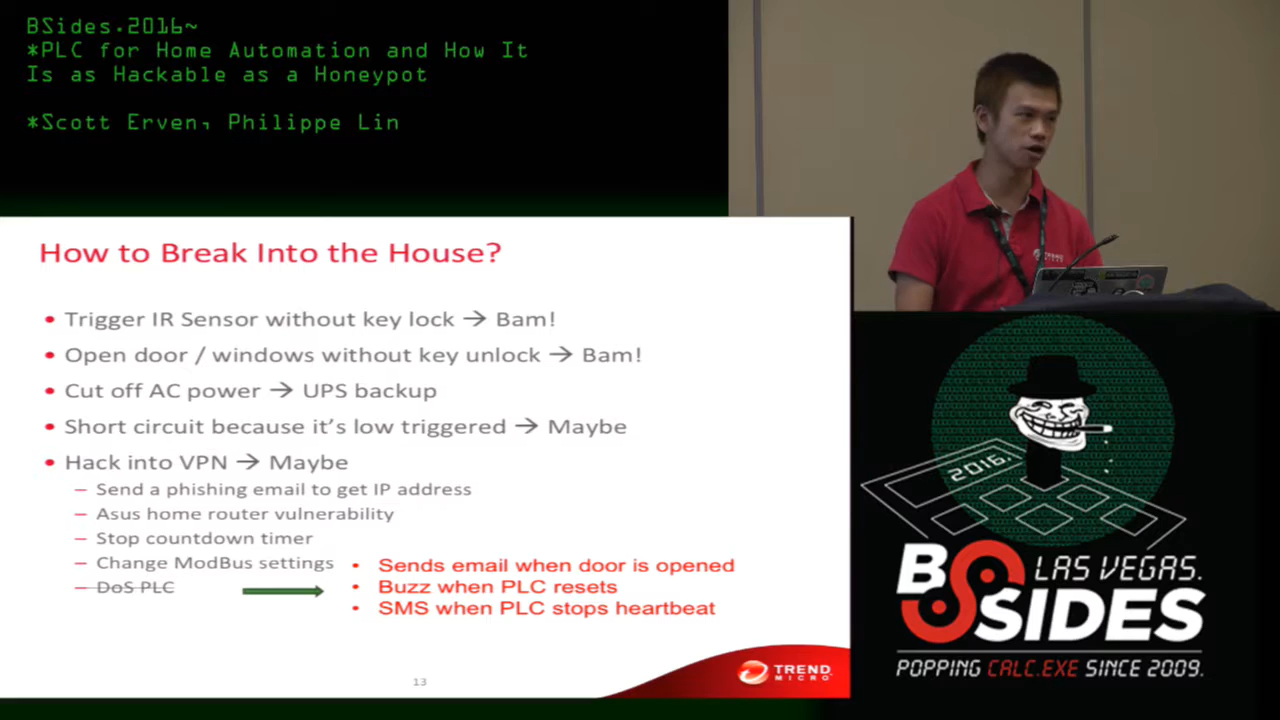 BSides.2016~
*PLC for Home Automation and How It
Is as Hackable as a Honeypot
*Scott Erven, Philippe Lin
How to Break Into the House?
• Trigger IR Sensor without key lock → Bam!
• Open door / windows without key unlock → Bam!
• Cut off AC power → UPS backup
• Short circuit because it's low triggered → Maybe
• Hack into VPN → Maybe
– Send a phishing email to get IP address
– Asus home router vulnerability
– Stop countdown timer
– Change ModBus settings
– DoS PLC
• Sends email when door is opened
• Buzz when PLC resets
• SMS when PLC stops heartbeat
13
TREND
MICRO
TREND
2016.
BSIDES
LAS VEGAS.
POPPING CALC.EXE SINCE 2009.